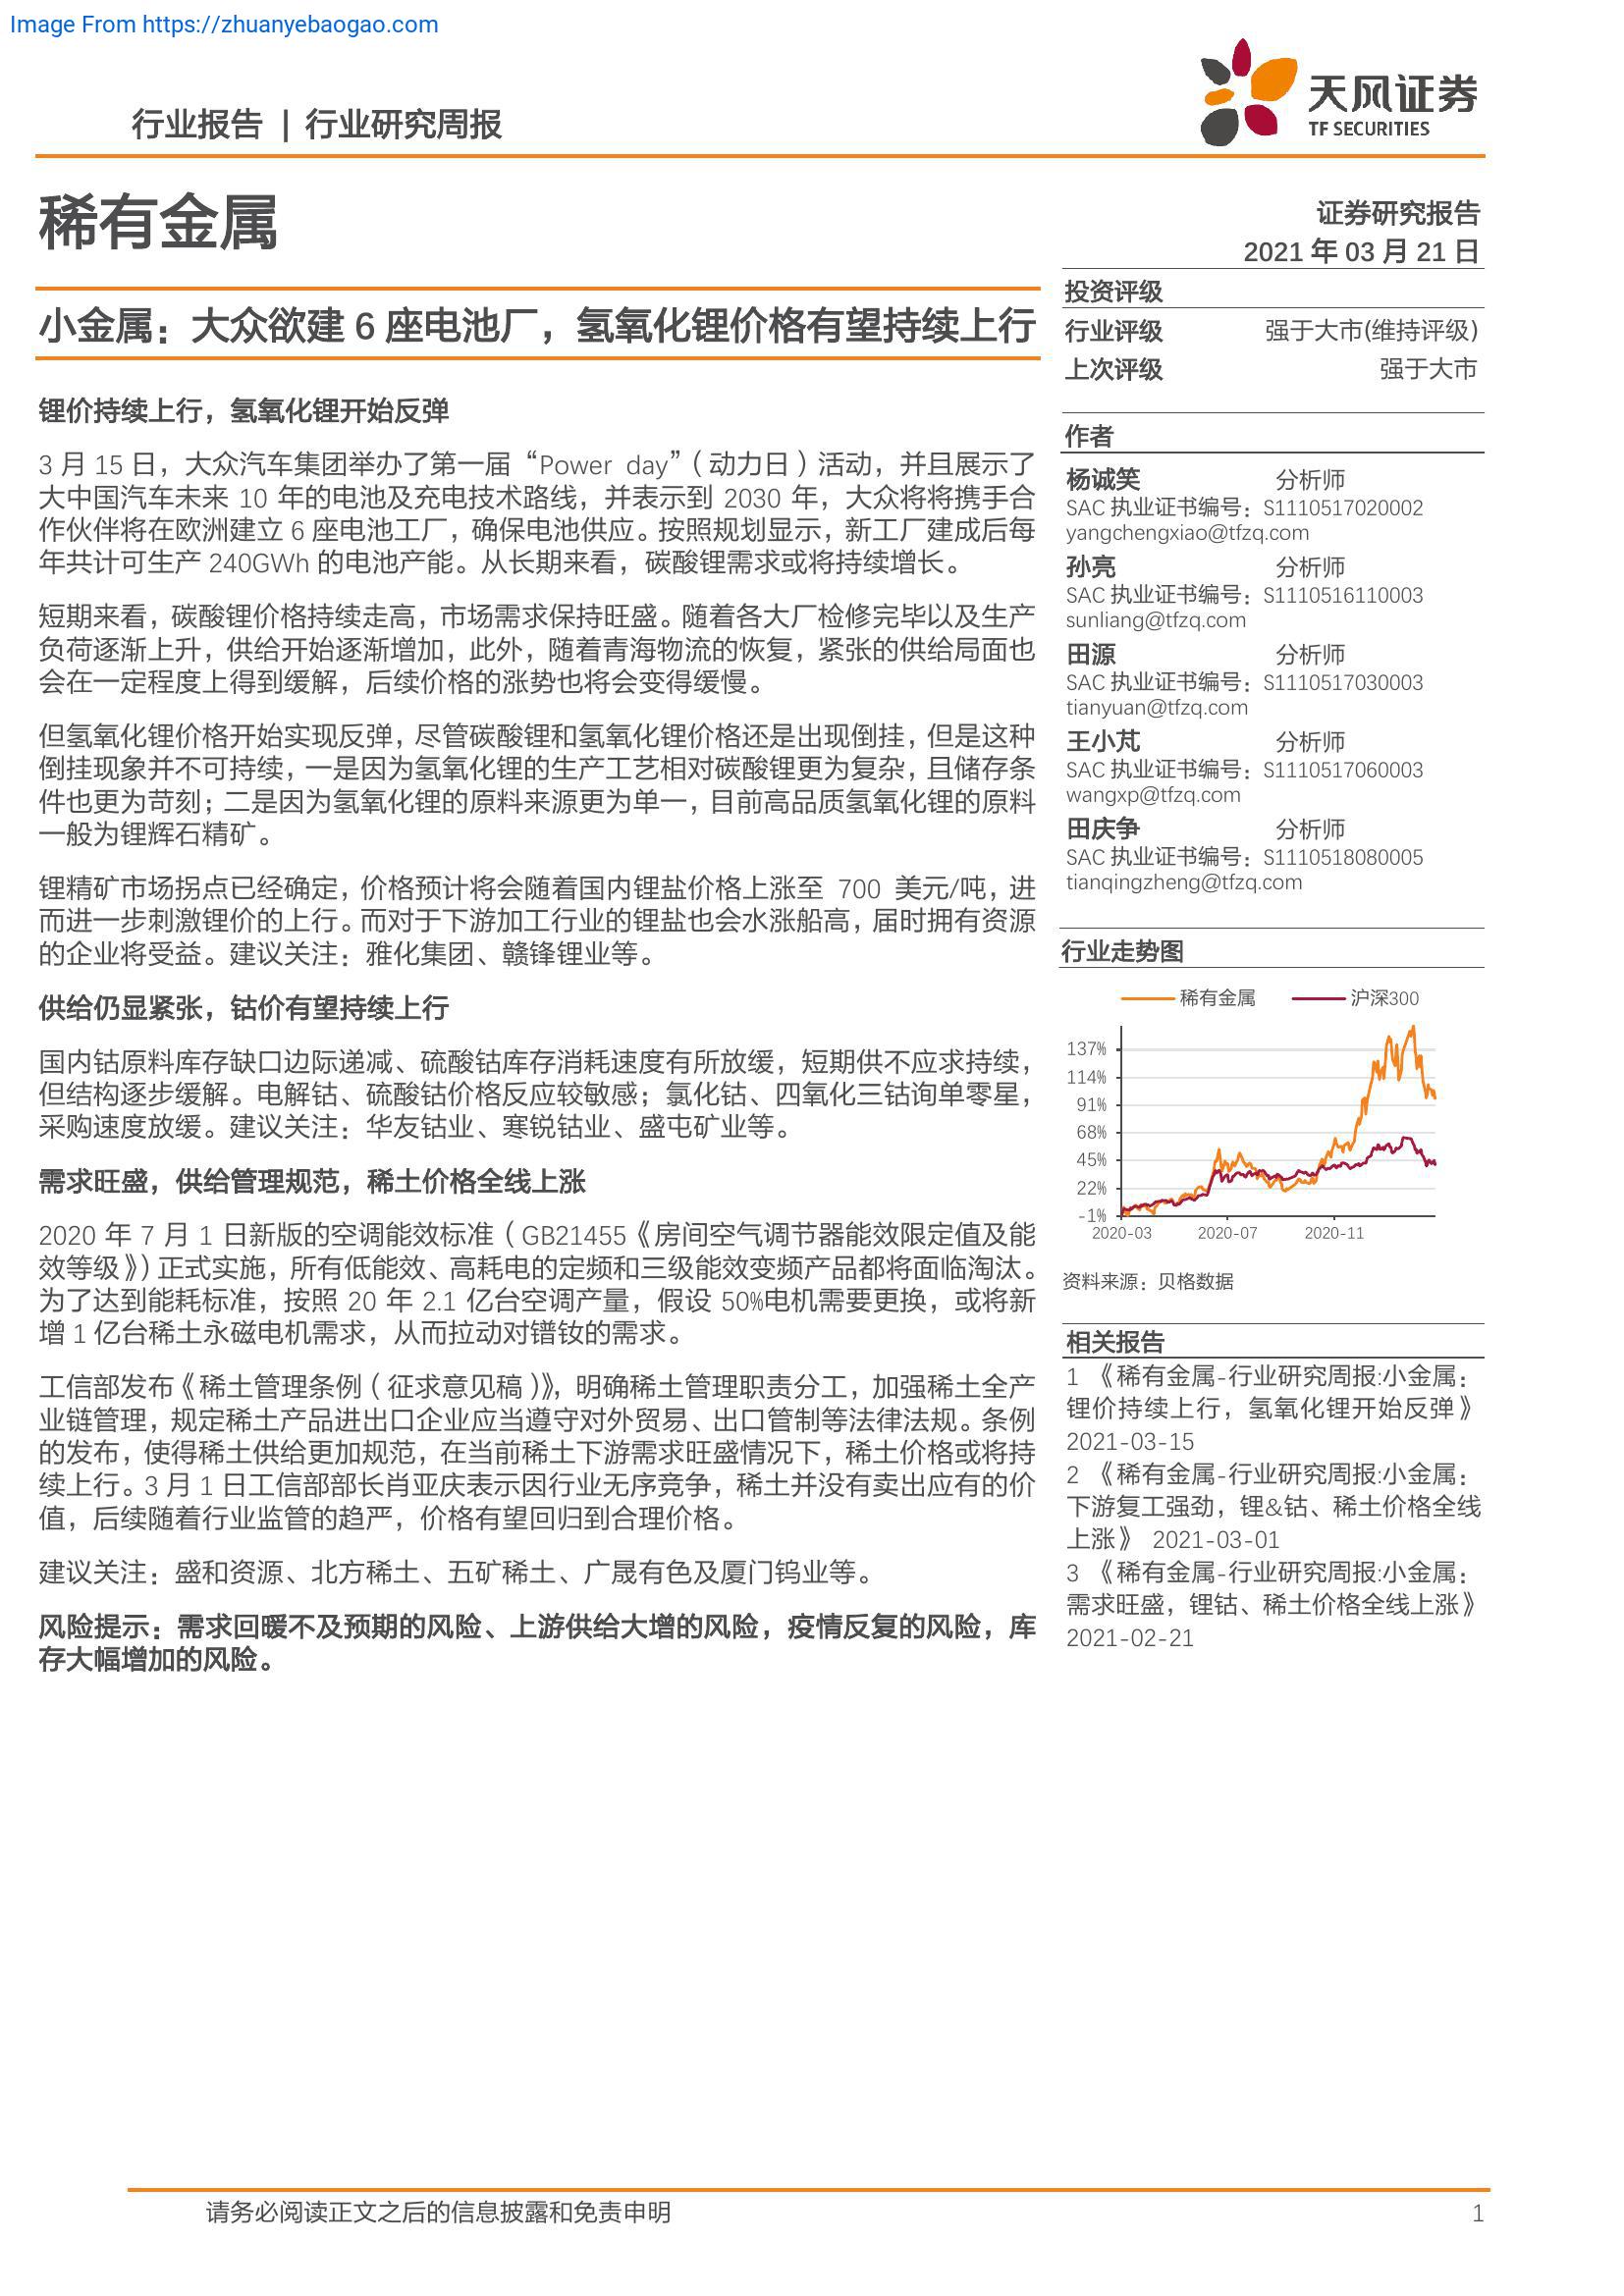 Image From https://zhuanyebaogao.com
行业报告 | 行业研究周报
天风证券
TF SECURITIES
稀有金属
证券研究报告
2021 年 03 月 21 日
小金属：大众欲建 6 座电池厂，氢氧化锂价格有望持续上行
锂价持续上行，氢氧化锂开始反弹
3 月 15 日，大众汽车集团举办了第一届“Power day”（动力日）活动，并且展示了
大中国汽车未来 10 年的电池及充电技术路线，并表示到 2030 年，大众将将携手合
作伙伴将在欧洲建立 6 座电池工厂，确保电池供应。按照规划显示，新工厂建成后每
年共计可生产 240GWh 的电池产能。从长期来看，碳酸锂需求或将持续增长。
短期来看，碳酸锂价格持续走高，市场需求保持旺盛。随着各大厂检修完毕以及生产
负荷逐渐上升，供给开始逐渐增加，此外，随着青海物流的恢复，紧张的供给局面也
会在一定程度上得到缓解，后续价格的涨势也将会变得缓慢。
但氢氧化锂价格开始实现反弹，尽管碳酸锂和氢氧化锂价格还是出现倒挂，但是这种
倒挂现象并不可持续，一是因为氢氧化锂的生产工艺相对碳酸锂更为复杂，且储存条
件也更为苛刻；二是因为氢氧化锂的原料来源更为单一，目前高品质氢氧化锂的原料
一般为锂辉石精矿。
锂精矿市场拐点已经确定，价格预计将会随着国内锂盐价格上涨至 700 美元/吨，进
而进一步刺激锂价的上行。而对于下游加工行业的锂盐也会水涨船高，届时拥有资源
的企业将受益。建议关注：雅化集团、赣锋锂业等。
供给仍显紧张，钴价有望持续上行
国内钴原料库存缺口边际递减、硫酸钴库存消耗速度有所放缓，短期供不应求持续，
但结构逐步缓解。电解钴、硫酸钴价格反应较敏感；氯化钴、四氧化三钴询单零星，
采购速度放缓。建议关注：华友钴业、寒锐钴业、盛屯矿业等。
需求旺盛，供给管理规范，稀土价格全线上涨
2020 年 7 月 1 日新版的空调能效标准（GB21455《房间空气调节器能效限定值及能
效等级》）正式实施，所有低能效、高耗电的定频和三级能效变频产品都将面临淘汰。
为了达到能耗标准，按照 20 年 2.1 亿台空调产量，假设 50%电机需要更换，或将新
增 1 亿台稀土永磁电机需求，从而拉动对镨钕的需求。
工信部发布《稀土管理条例（征求意见稿）》，明确稀土管理职责分工，加强稀土全产
业链管理，规定稀土产品进出口企业应当遵守对外贸易、出口管制等法律法规。条例
的发布，使得稀土供给更加规范，在当前稀土下游需求旺盛情况下，稀土价格或将持
续上行。3 月 1 日工信部部长肖亚庆表示因行业无序竞争，稀土并没有卖出应有的价
值，后续随着行业监管的趋严，价格有望回归到合理价格。
建议关注：盛和资源、北方稀土、五矿稀土、广晟有色及厦门钨业等。
风险提示：需求回暖不及预期的风险、上游供给大增的风险，疫情反复的风险，库
存大幅增加的风险。
投资评级
行业评级 强于大市(维持评级)
上次评级 强于大市
作者
杨诚笑 分析师
SAC 执业证书编号：S1110517020002
yangchengxiao@tfzq.com
孙亮 分析师
SAC 执业证书编号：S1110516110003
sunliang@tfzq.com
田源 分析师
SAC 执业证书编号：S1110517030003
tianyuan@tfzq.com
王小芃 分析师
SAC 执业证书编号：S1110517060003
wangxp@tfzq.com
田庆争 分析师
SAC 执业证书编号：S1110518080005
tianqingzheng@tfzq.com
行业走势图
稀有金属 沪深300
137%
114%
91%
68%
45%
22%
-1%
2020-03 2020-07 2020-11
资料来源：贝格数据
相关报告
1 《稀有金属-行业研究周报:小金属：
锂价持续上行，氢氧化锂开始反弹》
2021-03-15
2 《稀有金属-行业研究周报:小金属：
下游复工强劲，锂&钴、稀土价格全线
上涨》 2021-03-01
3 《稀有金属-行业研究周报:小金属：
需求旺盛，锂钴、稀土价格全线上涨》
2021-02-21
请务必阅读正文之后的信息披露和免责申明 1